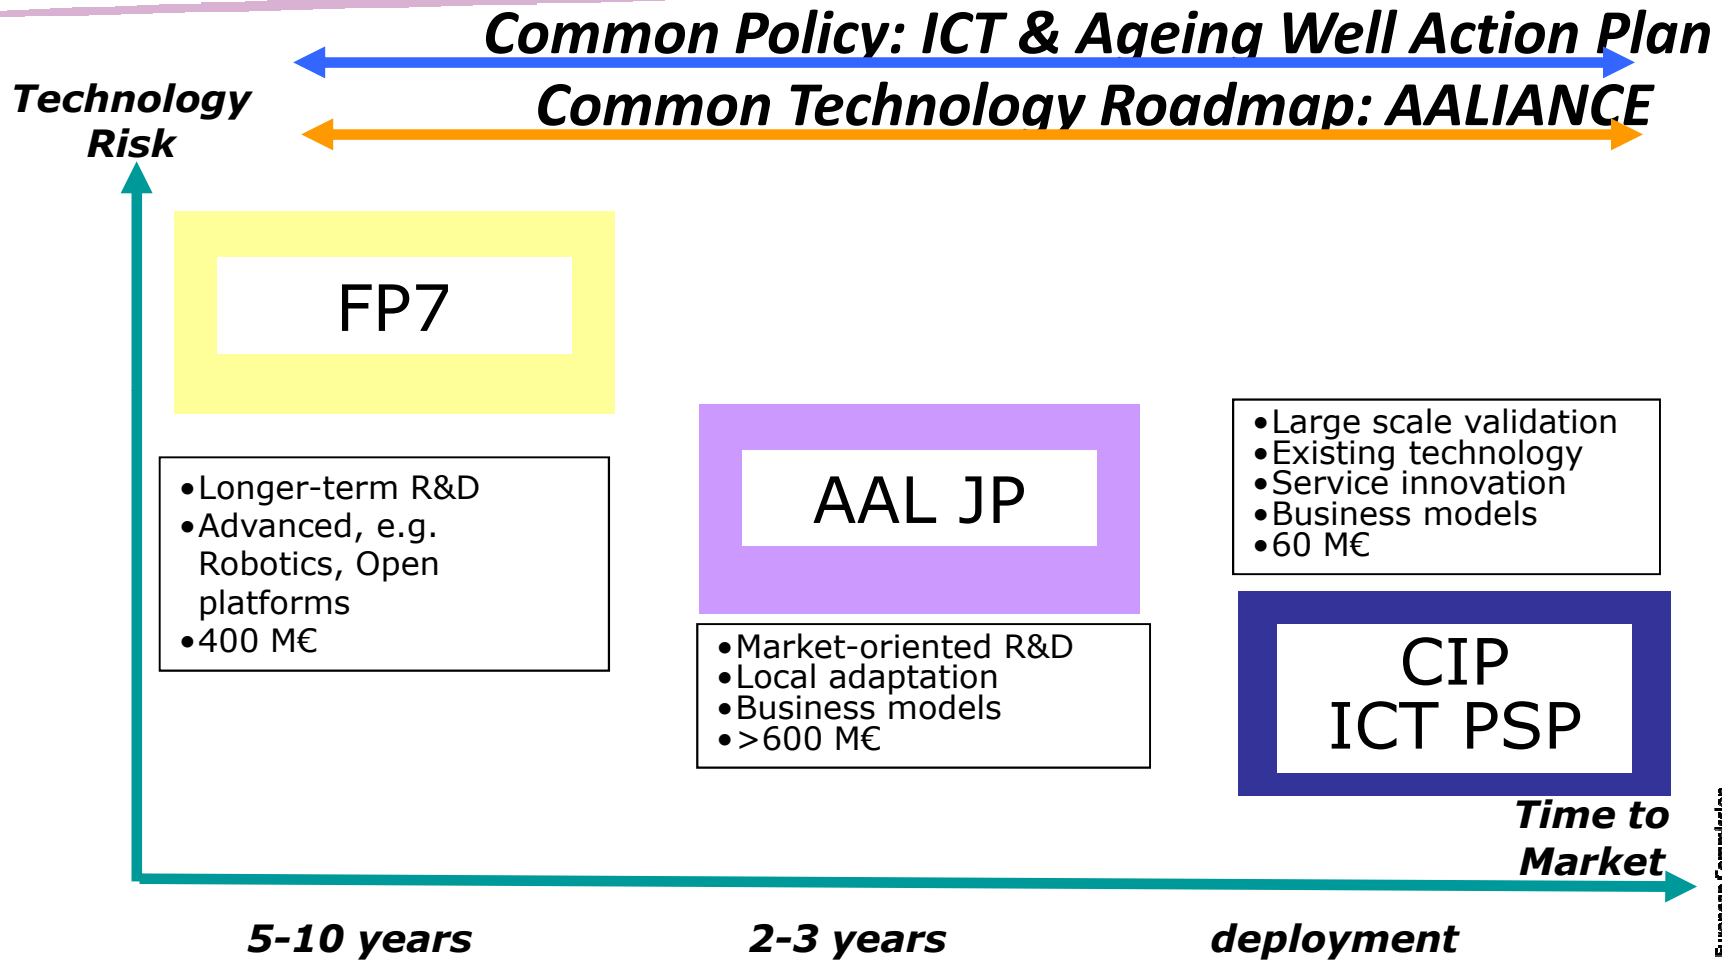 Common Policy: ICT & Ageing Well Action Plan
Common Technology Roadmap: AALIANCE
Technology
Risk
FP7
•Longer-term R&D
•Advanced, e.g.
Robotics, Open
platforms
•400 M€
AAL JP
•Market-oriented R&D
•Local adaptation
•Business models
•>600 M€
•Large scale validation
•Existing technology
•Service innovation
•Business models
•60 M€
CIP
ICT PSP
Time to
Market
5-10 years
2-3 years
deployment
European Commission